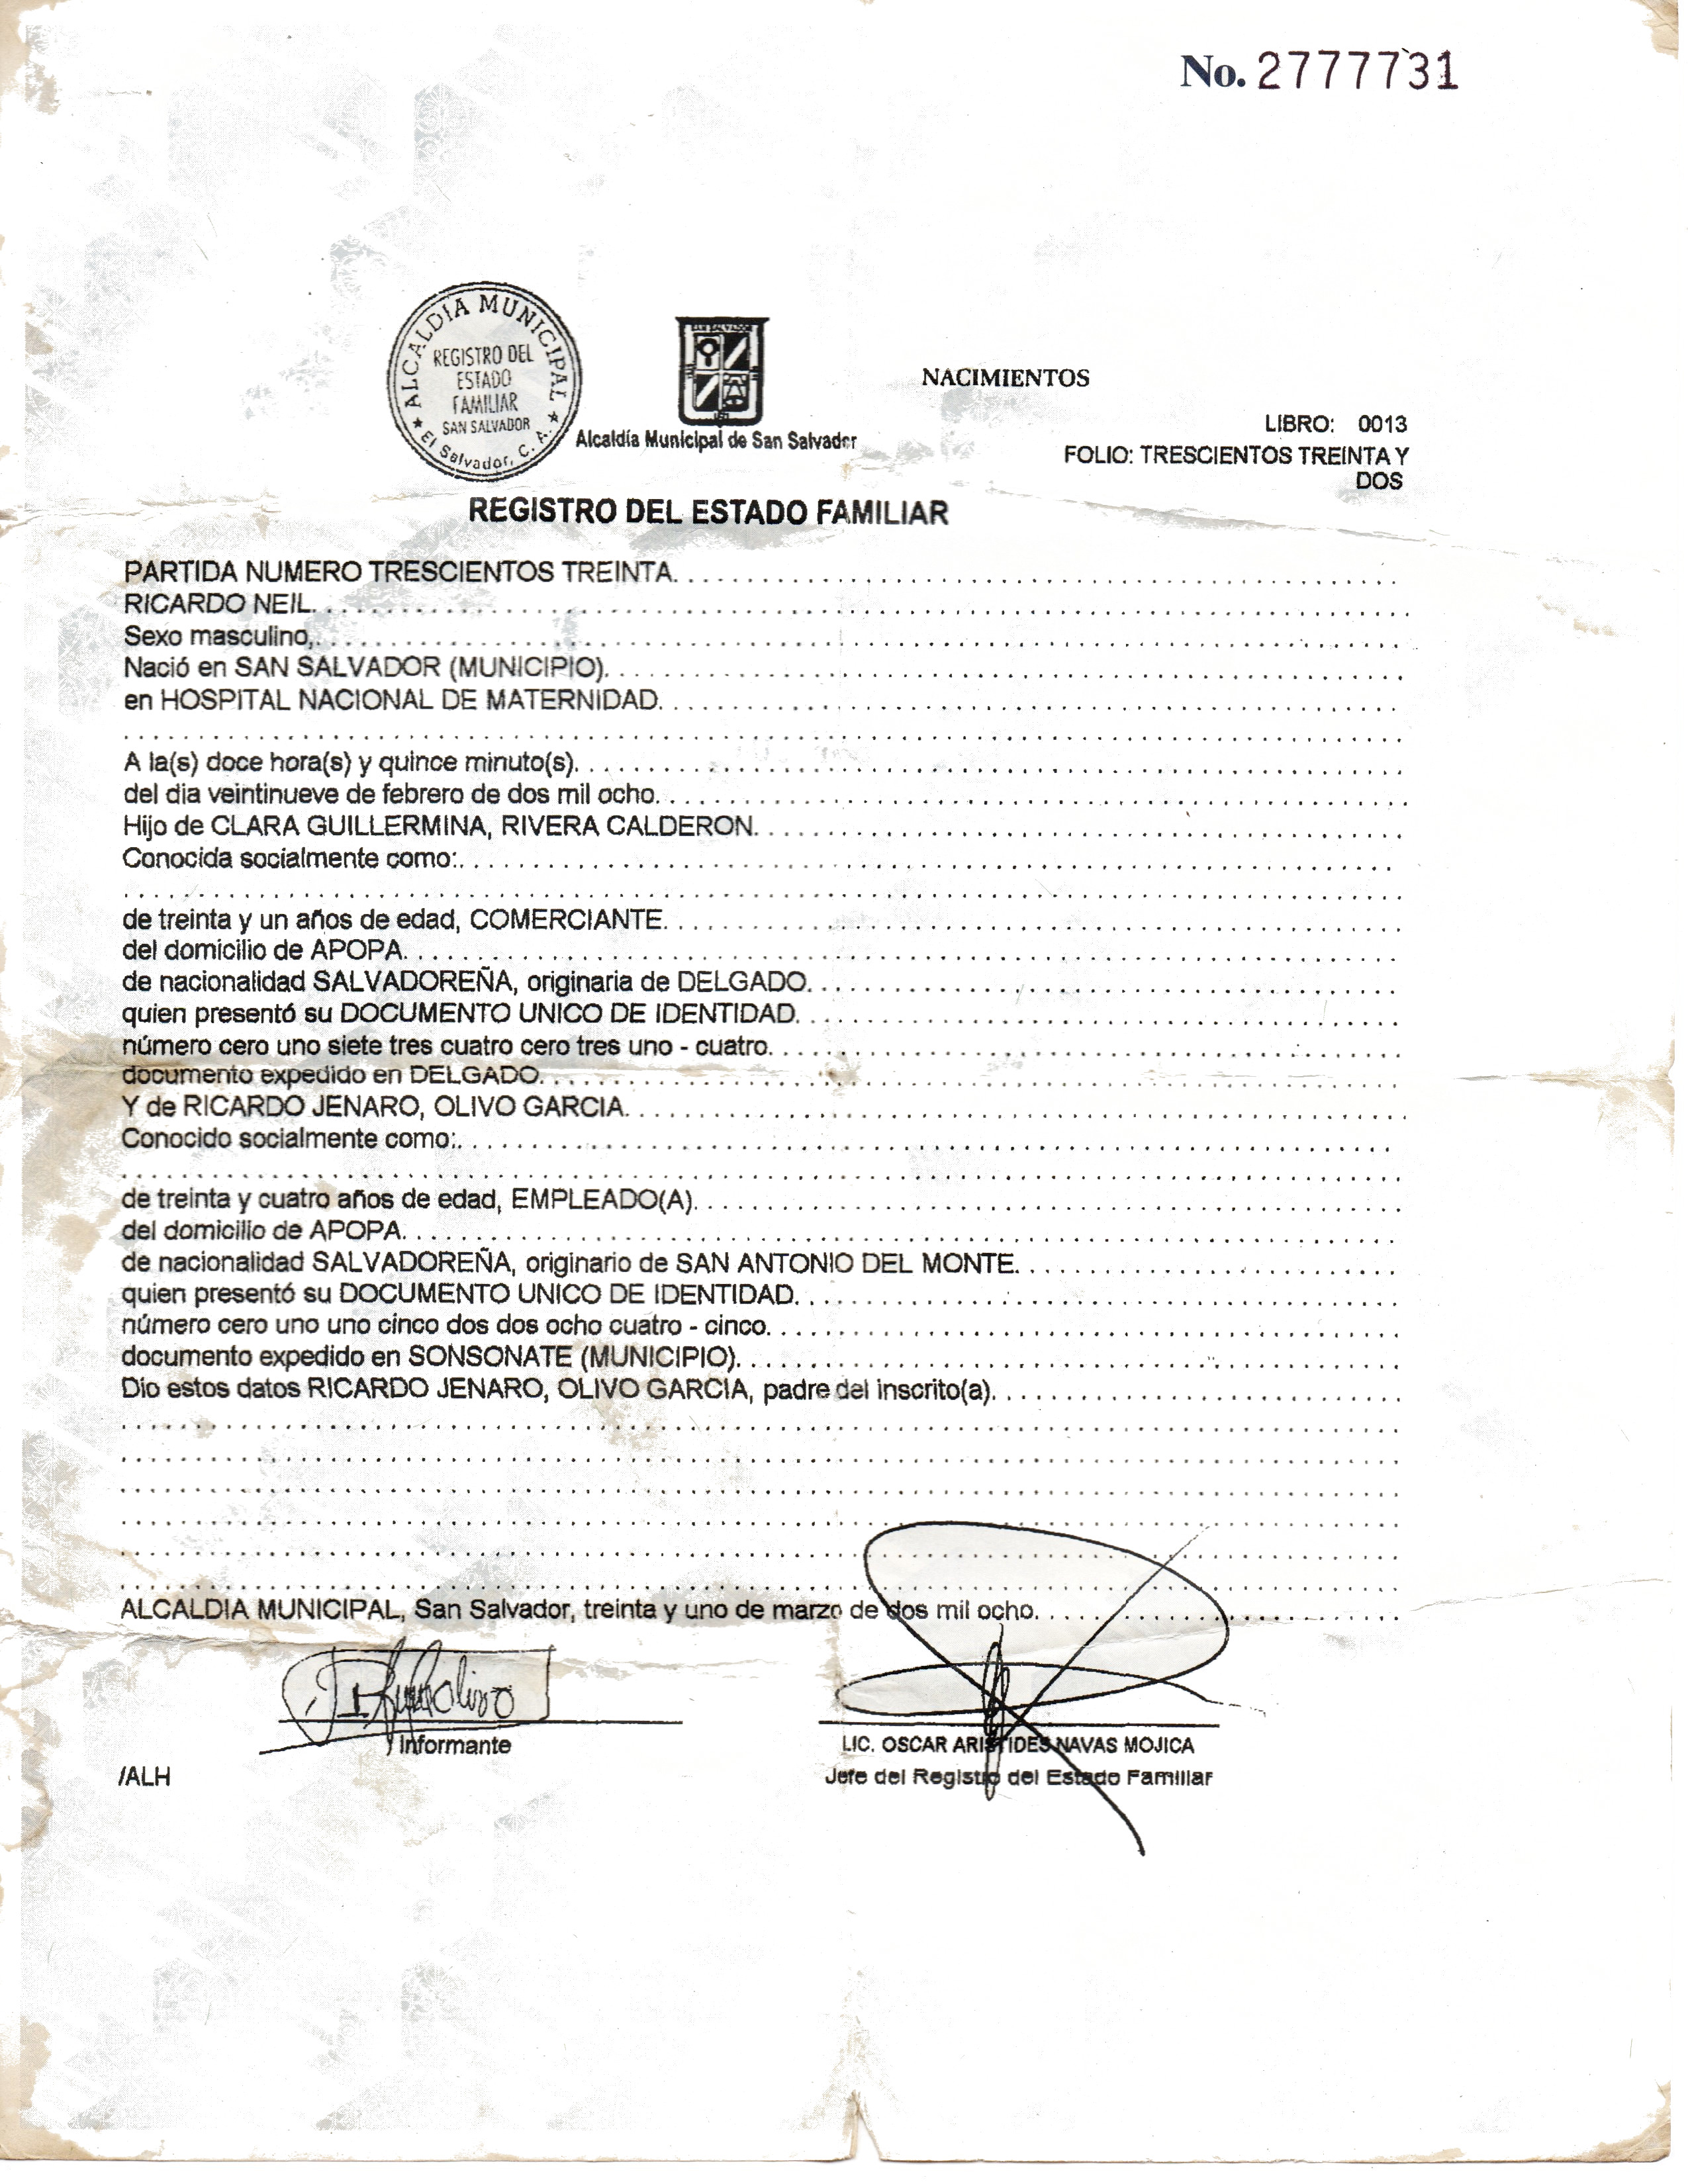 No. 2777731
ALCALDIA MUNICIPAL
REGISTRO DEL
ESTADO
FAMILIAR
SAN SALVADOR
El Salvador, C. A.
SAN SALVADOR
Alcaldía Municipal de San Salvador
NACIMIENTOS
LIBRO: 0013
FOLIO: TRESCIENTOS TREINTA Y
DOS
REGISTRO DEL ESTADO FAMILIAR
PARTIDA NUMERO TRESCIENTOS TREINTA.
RICARDO NEIL.
Sexo masculino,
Nació en SAN SALVADOR (MUNICIPIO).
en HOSPITAL NACIONAL DE MATERNIDAD.
A la(s) doce hora(s) y quince minuto(s).
del dia veintinueve de febrero de dos mil ocho.
Hijo de CLARA GUILLERMINA, RIVERA CALDERON.
Conocida socialmente como:.
de treinta y un años de edad, COMERCIANTE.
del domicilio de APOPA.
de nacionalidad SALVADOREÑA, originaria de DELGADO.
quien presentó su DOCUMENTO UNICO DE IDENTIDAD.
número cero uno siete tres cuatro cero tres uno - cuatro.
documento expedido en DELGADO.
Y de RICARDO JENARO, OLIVO GARCIA.
Conocido socialmente como:.
de treinta y cuatro años de edad, EMPLEADO(A).
del domicilio de APOPA.
de nacionalidad SALVADOREÑA, originario de SAN ANTONIO DEL MONTE.
quien presentó su DOCUMENTO UNICO DE IDENTIDAD.
número cero uno uno cinco dos dos ocho cuatro - cinco.
documento expedido en SONSONATE (MUNICIPIO).
Dio estos datos RICARDO JENARO, OLIVO GARCIA, padre del inscrito(a).
ALCALDIA MUNICIPAL, San Salvador, treinta y uno de marzo de dos mil ocho.
Informante
LIC. OSCAR ARISTIDES NAVAS MOJICA
Jefe del Registro del Estado Familiar
/ALH